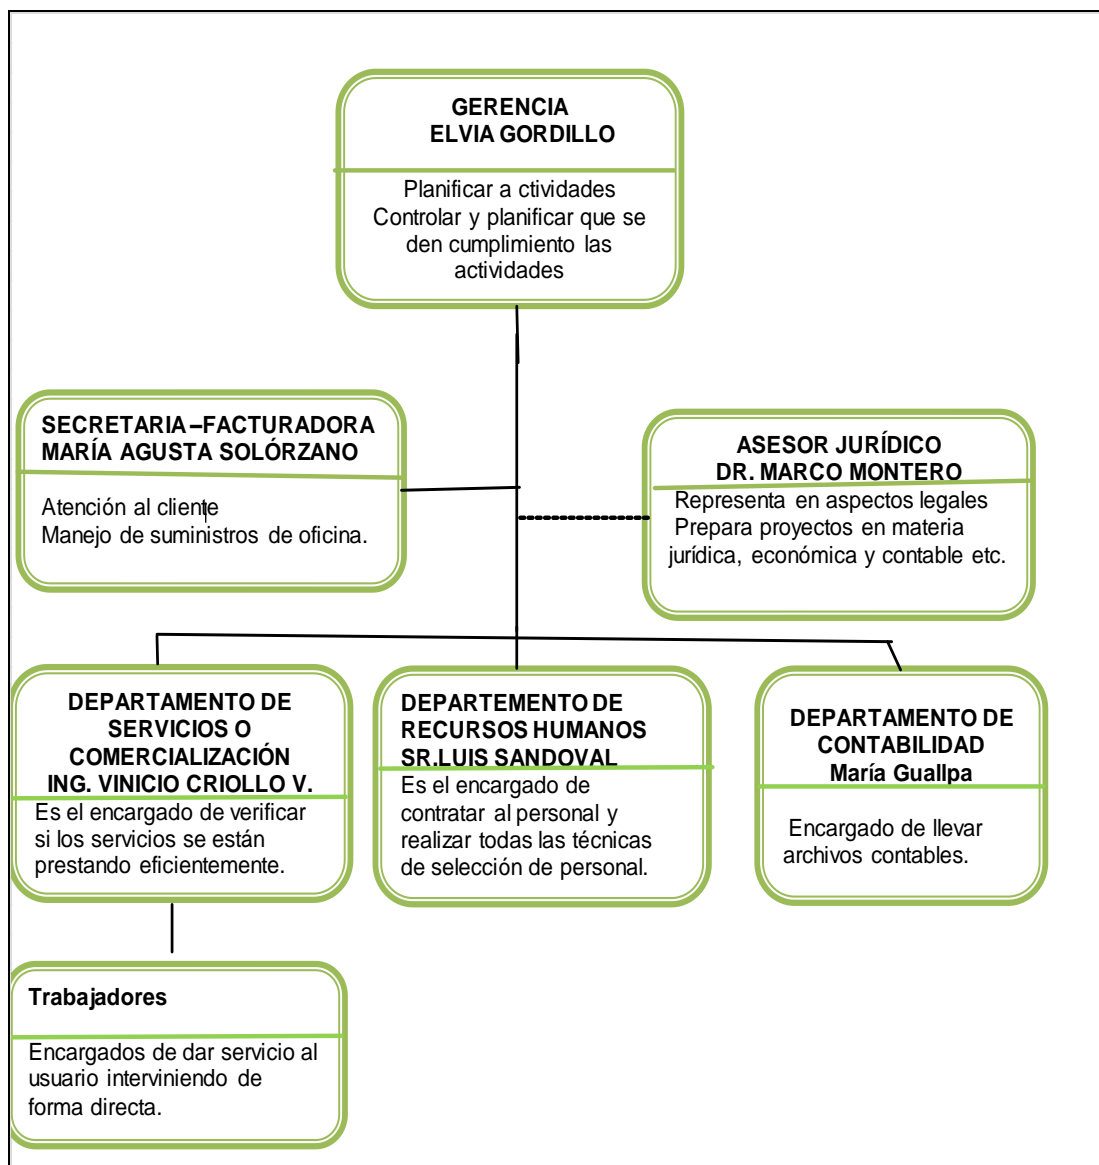 GERENCIA
ELVIA GORDILLO
Planificar a ctividades
Controlar y planificar que se
den cumplimiento las
actividades
SECRETARIA –FACTURADORA
MARÍA AGUSTA SOLÓRZANO
Atención al cliente
Manejo de suministros de oficina.
ASESOR JURÍDICO
DR. MARCO MONTERO
Representa en aspectos legales
Prepara proyectos en materia
jurídica, económica y contable etc.
DEPARTAMENTO DE
SERVICIOS O
COMERCIALIZACIÓN
ING. VINICIO CRIOLLO V.
Es el encargado de verificar
si los servicios se están
prestando eficientemente.
DEPARTEMENTO DE
RECURSOS HUMANOS
SR.LUIS SANDOVAL
Es el encargado de
contratar al personal y
realizar todas las técnicas
de selección de personal.
DEPARTAMENTO DE
CONTABILIDAD
María Guallpa
Encargado de llevar
archivos contables.
Trabajadores
Encargados de dar servicio al
usuario interviniendo de
forma directa.